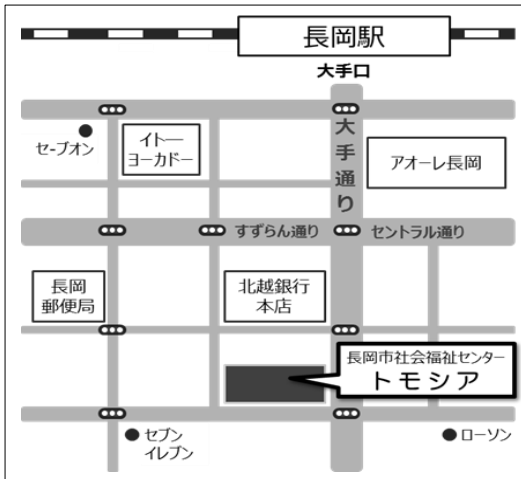 長岡駅
大手口
大手通り
セーブオン
イトー
ヨーカドー
アオーレ長岡
すずらん通り
セントラル通り
長岡
郵便局
北越銀行
本店
長岡市社会福祉センター
トモシア
セブン
イレブン
ローソン